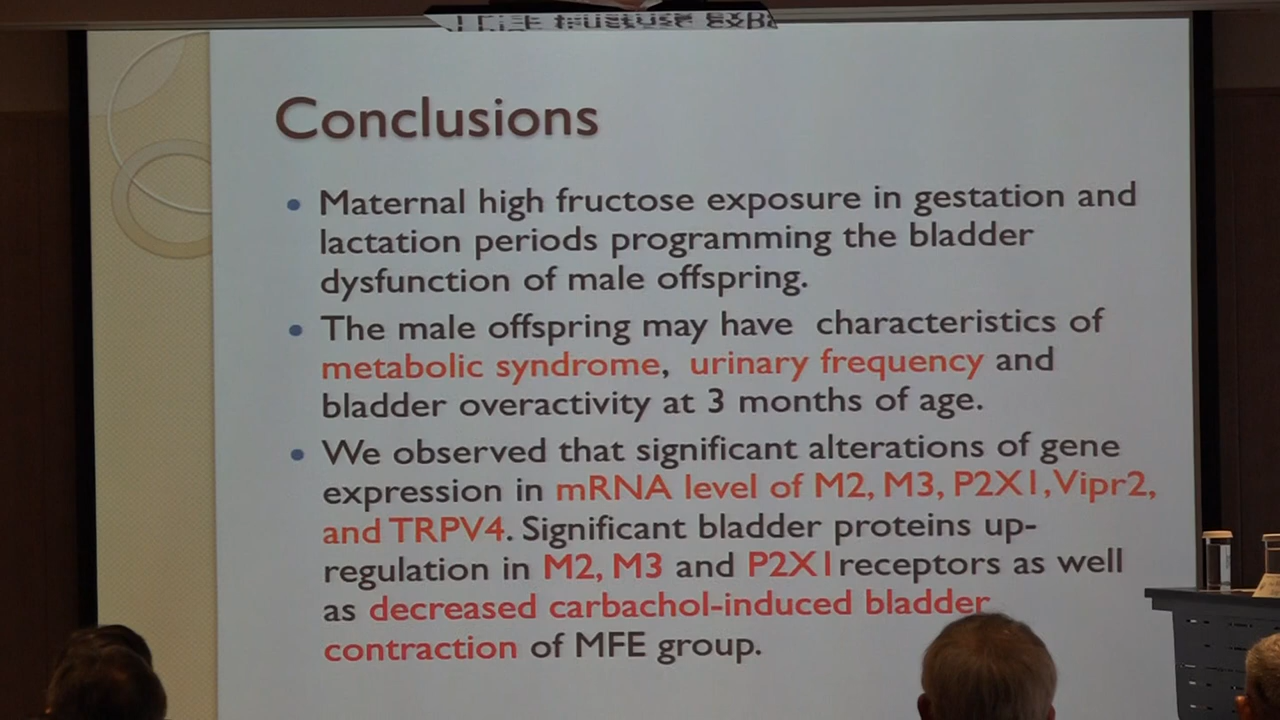 Conclusions
Maternal high fructose exposure in gestation and
lactation periods programming the bladder
dysfunction of male offspring.
The male offspring may have characteristics of
metabolic syndrome, urinary frequency and
bladder overactivity at 3 months of age.
We observed that significant alterations of gene
expression in mRNA level of M2, M3, P2X1, Vipr2,
and TRPV4. Significant bladder proteins up-
regulation in M2, M3 and P2X1 receptors as well
as decreased carbachol-induced bladder
contraction of MFE group.